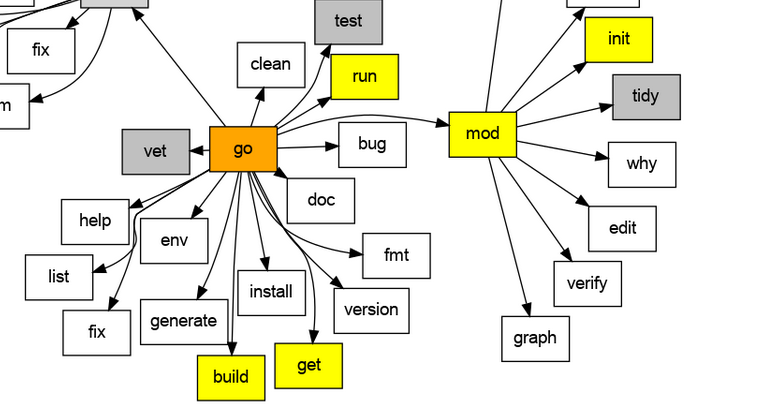 test
init
fix
clean
run
tidy
m
mod
go
bug
vet
why
doc
help
edit
env
fmt
list
verify
install
version
generate
fix
graph
get
build